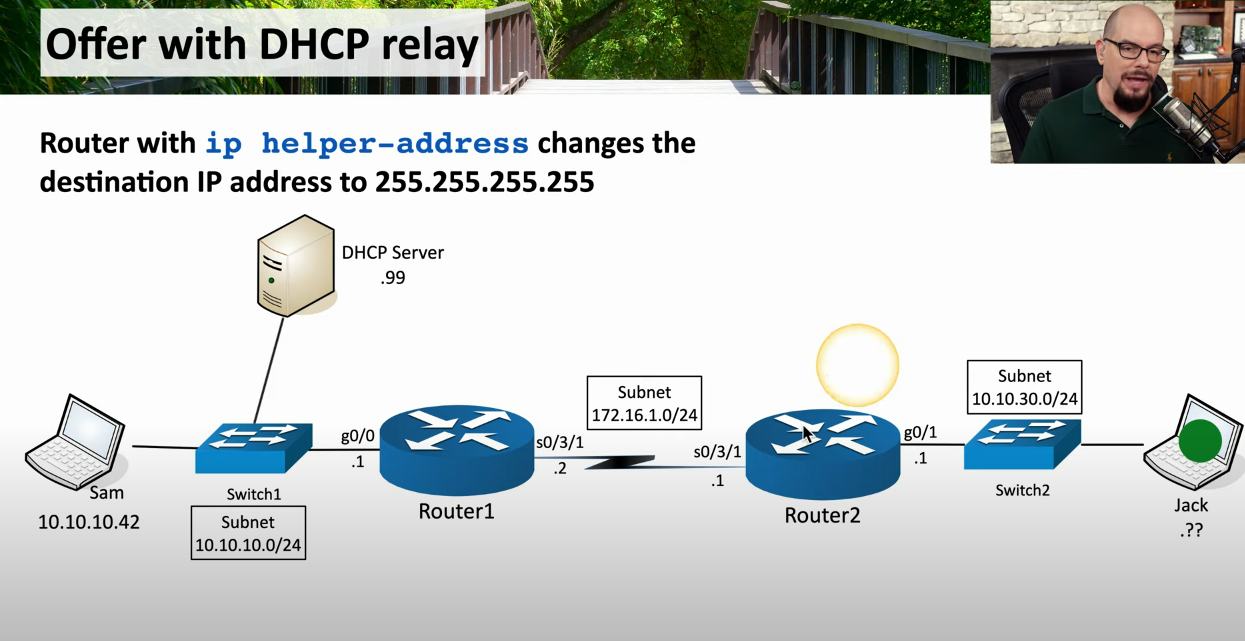 Offer with DHCP relay
Router with ip helper-address changes the
destination IP address to 255.255.255.255
DHCP Server
.99
Subnet
172.16.1.0/24
Subnet
10.10.30.0/24
g0/0
.1
s0/3/1
.2
s0/3/1
.1
g0/1
.1
Sam
10.10.10.42
Switch1
Subnet
10.10.10.0/24
Router1
Router2
Switch2
Jack
.??